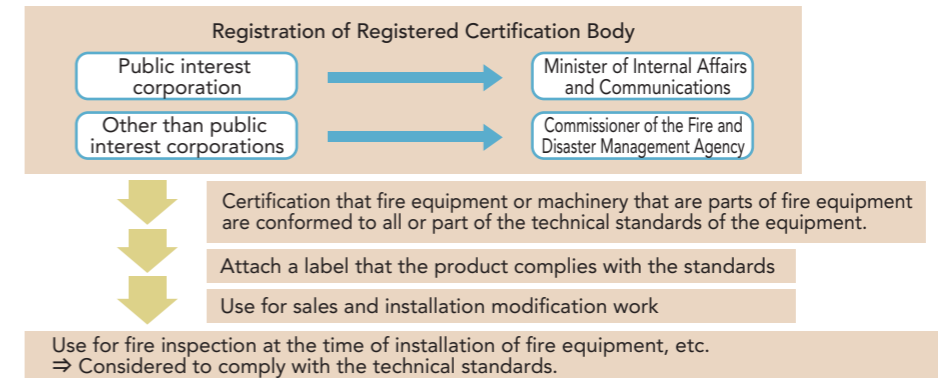 Registration of Registered Certification Body
Public interest
corporation
Minister of Internal Affairs
and Communications
Other than public
interest corporations
Commissioner of the Fire and
Disaster Management Agency
Certification that fire equipment or machinery that are parts of fire equipment
are conformed to all or part of the technical standards of the equipment.
Attach a label that the product complies with the standards
Use for sales and installation modification work
Use for fire inspection at the time of installation of fire equipment, etc.
⇒ Considered to comply with the technical standards.